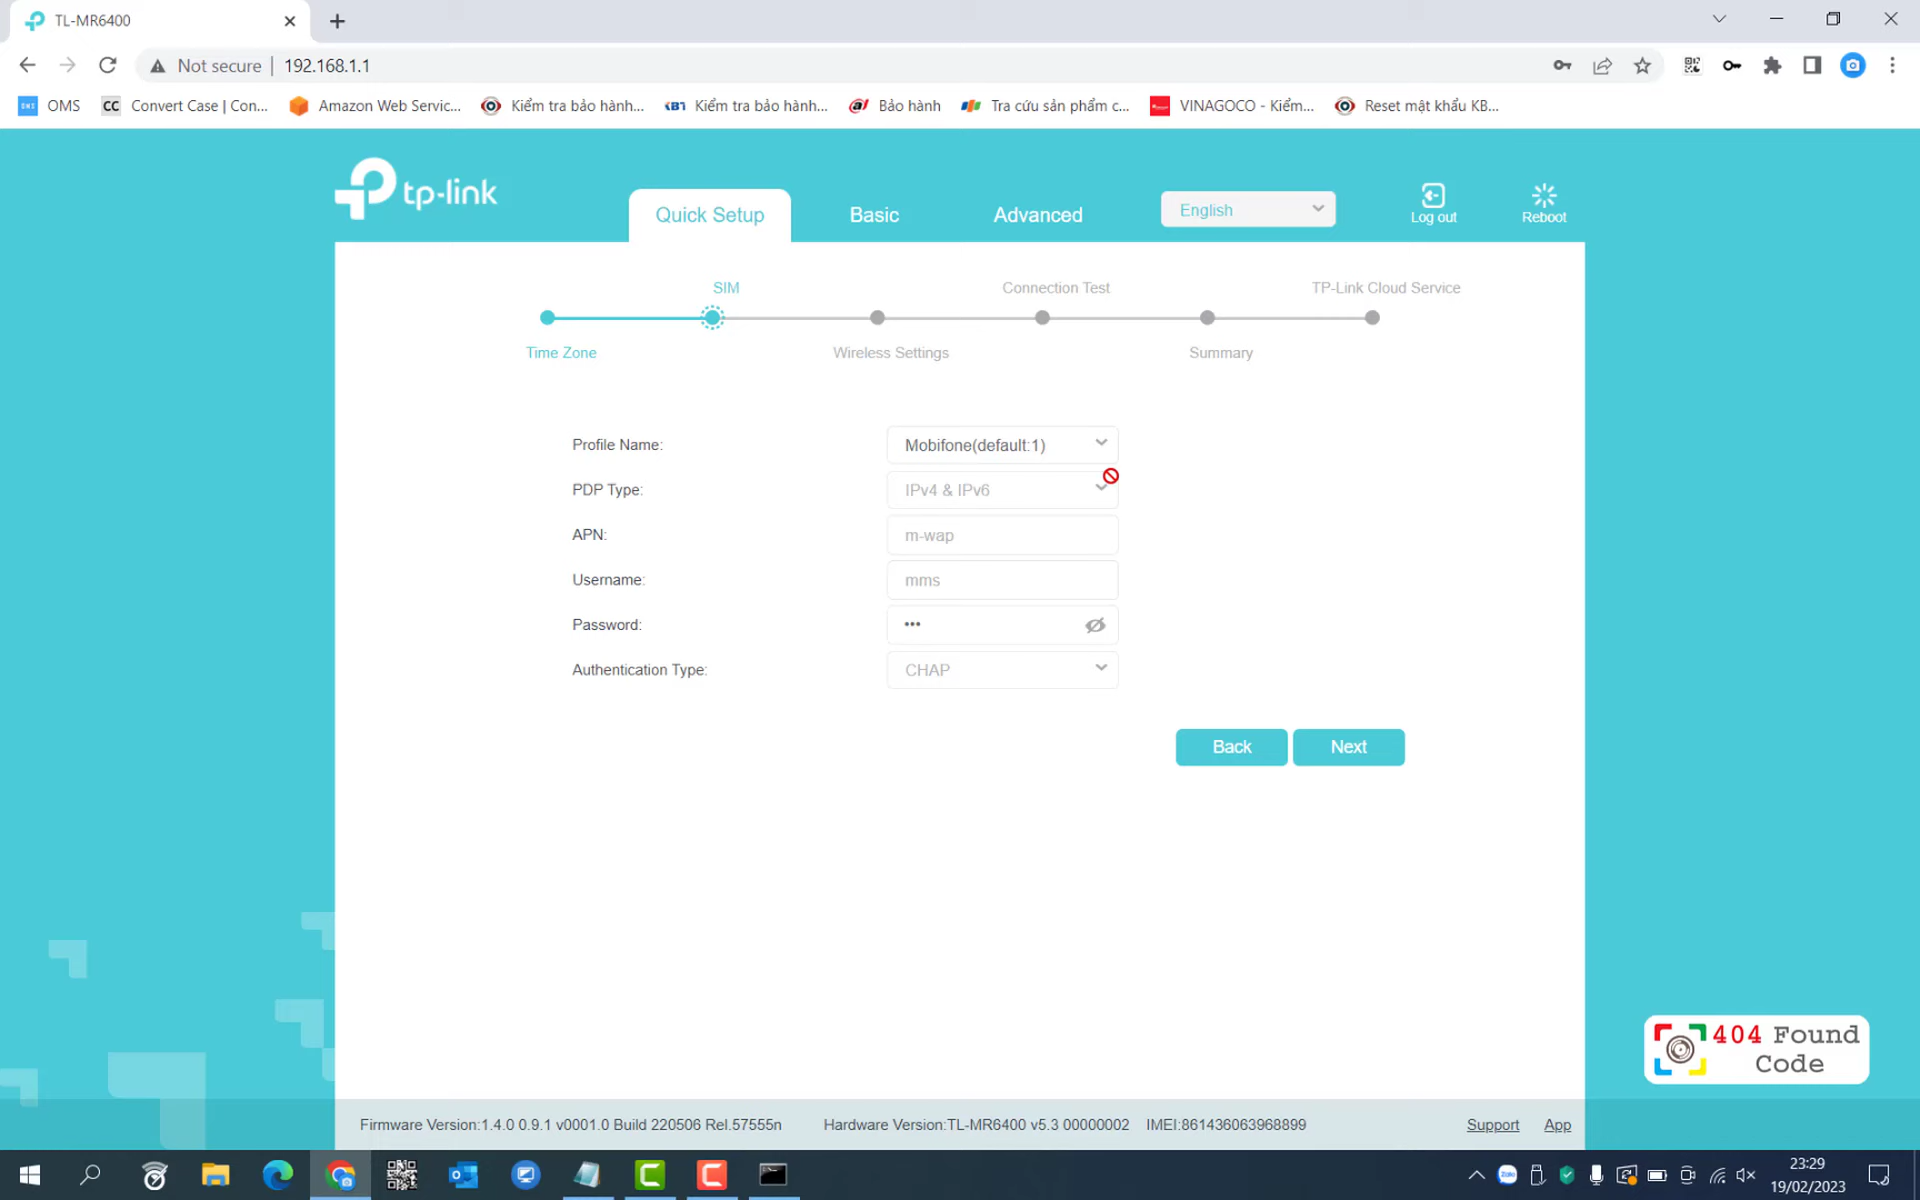 TL-MR6400
Not secure | 192.168.1.1
OMS
CC Convert Case | Con...
Amazon Web Servic...
Kiểm tra bảo hành...
KB1 Kiểm tra bảo hành...
Bảo hành
Tra cứu sản phẩm c...
VINAGOCO - Kiểm...
Reset mật khẩu KB...
tp-link
Quick Setup
Basic
Advanced
English
Log out
Reboot
SIM
Connection Test
TP-Link Cloud Service
Time Zone
Wireless Settings
Summary
Profile Name: Mobifone(default:1)
PDP Type: IPv4 & IPv6
APN: m-wap
Username: mms
Password: •••
Authentication Type: CHAP
Back
Next
404 Found
Code
Firmware Version:1.4.0 0.9.1 v0001.0 Build 220506 Rel.57555n Hardware Version:TL-MR6400 v5.3 00000002 IMEI:861436063968899 Support App
23:29
19/02/2023